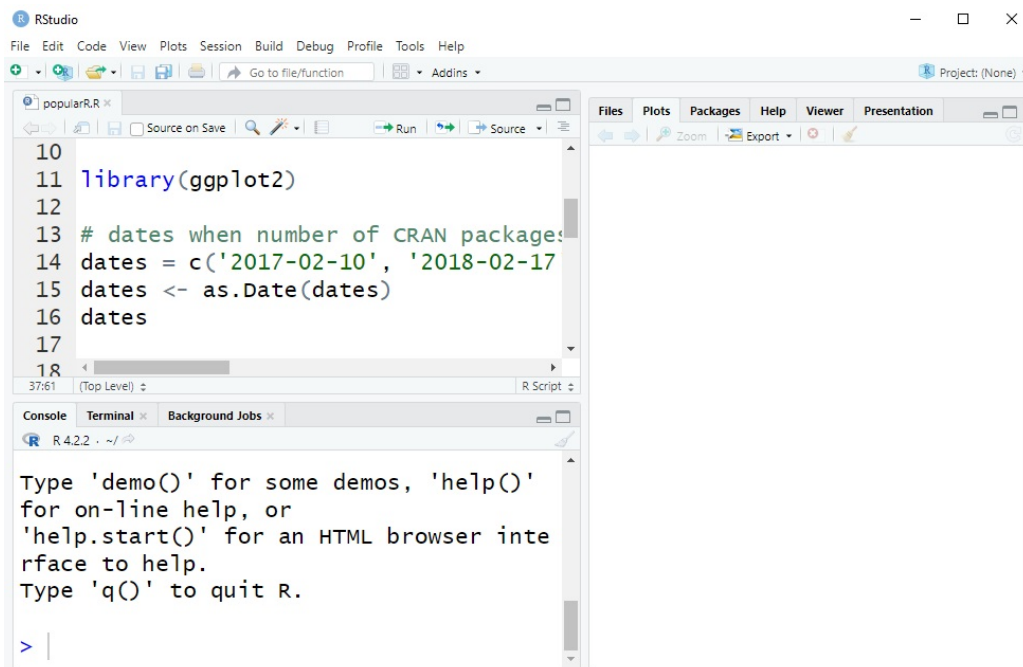 RStudio
File Edit Code View Plots Session Build Debug Profile Tools Help
Go to file/function Addins Project: (None)
popularR.R
Source on Save Run Source
10
11 library(ggplot2)
12
13 # dates when number of CRAN packages
14 dates = c('2017-02-10', '2018-02-17
15 dates <- as.Date(dates)
16 dates
17
18
37:61 (Top Level) R Script
Console Terminal Background Jobs
R 4.2.2 · ~/
Type 'demo()' for some demos, 'help()'
for on-line help, or
'help.start()' for an HTML browser inte
rface to help.
Type 'q()' to quit R.
>
Files Plots Packages Help Viewer Presentation
Zoom Export